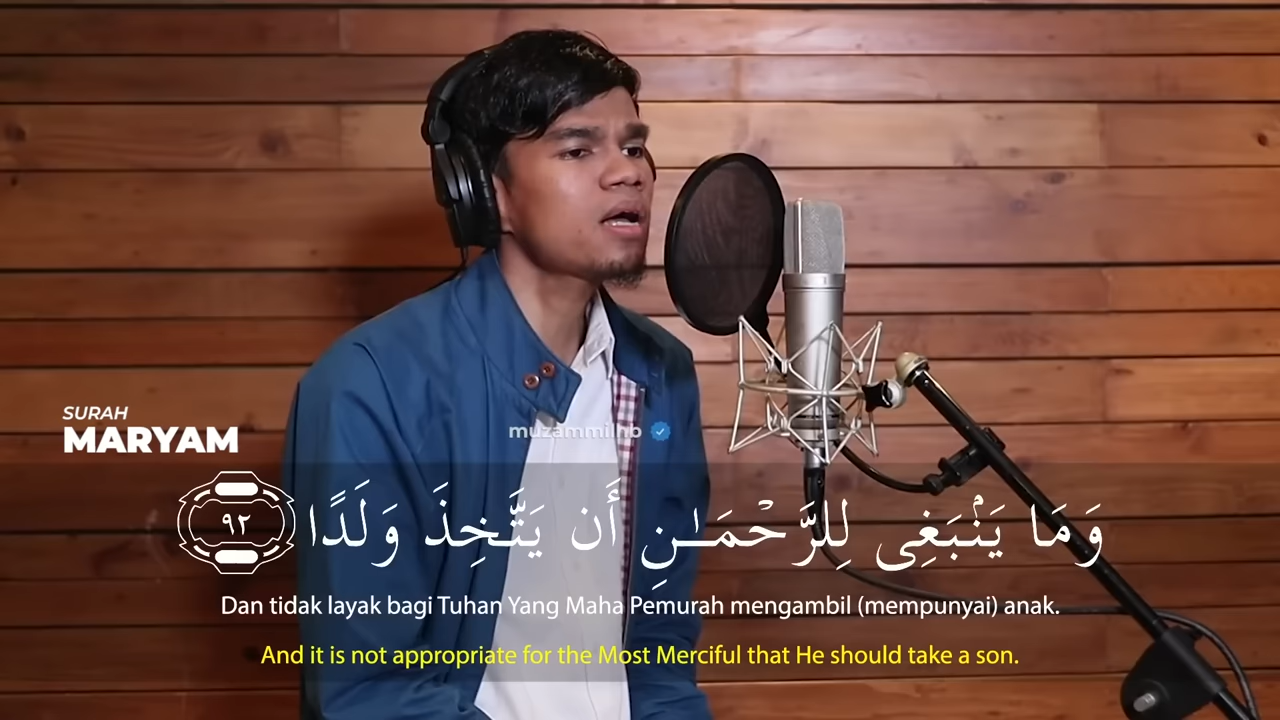 SURAH
MARYAM
muzammilhb
وَمَا يَنۢبَغِى لِلرَّحْمَـٰنِ أَن يَتَّخِذَ وَلَدًا ٩٢
Dan tidak layak bagi Tuhan Yang Maha Pemurah mengambil (mempunyai) anak.
And it is not appropriate for the Most Merciful that He should take a son.